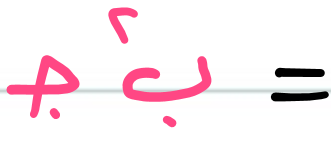 = ب٢ جـ